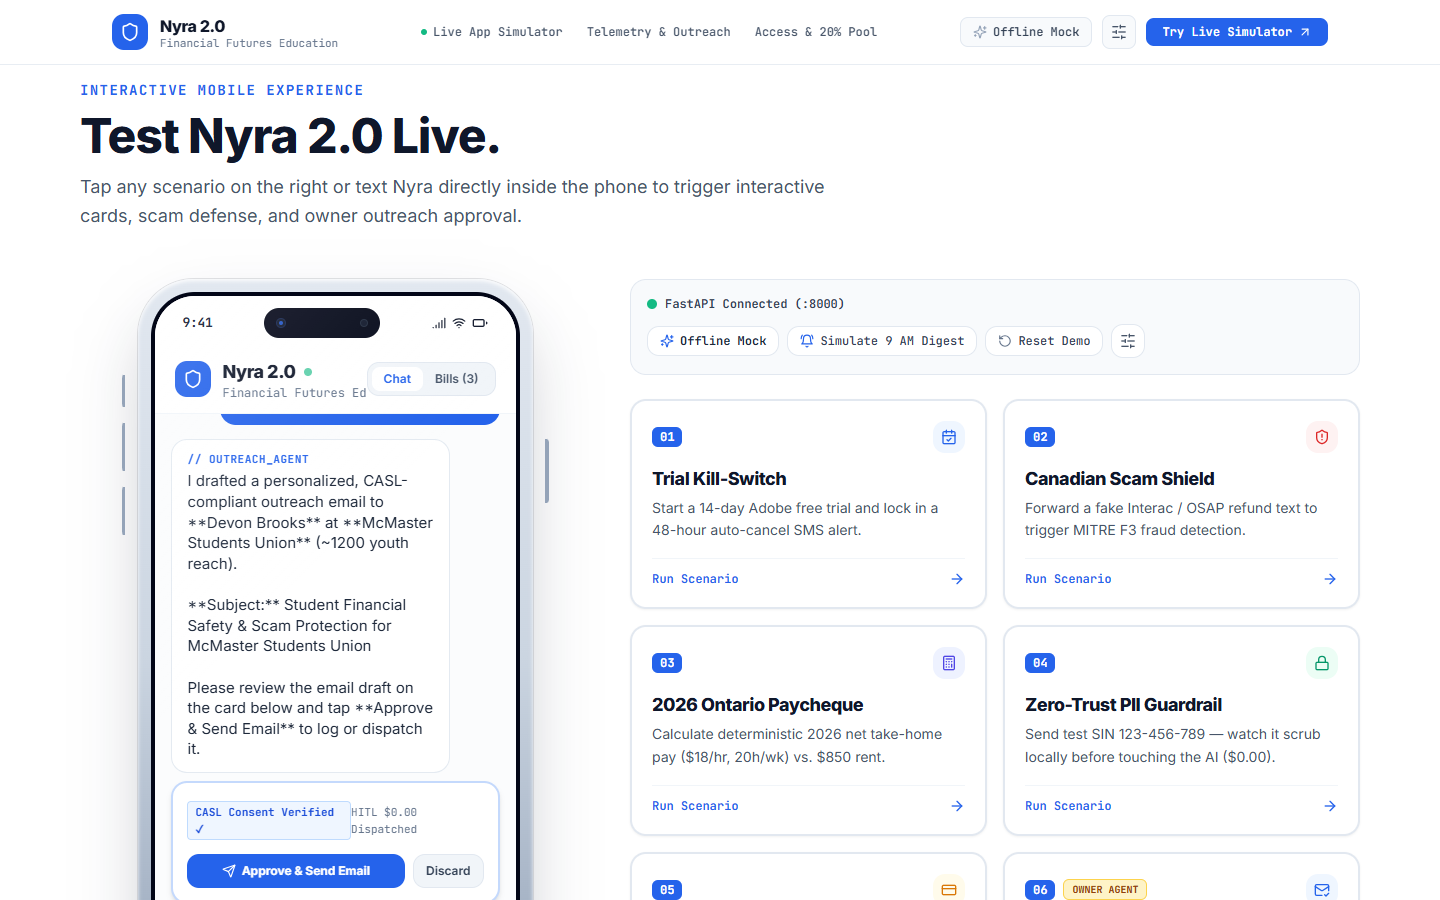 Nyra 2.0
Financial Futures Education
Live App Simulator
Telemetry & Outreach
Access & 20% Pool
Offline Mock
Try Live Simulator
INTERACTIVE MOBILE EXPERIENCE
Test Nyra 2.0 Live.
Tap any scenario on the right or text Nyra directly inside the phone to trigger interactive
cards, scam defense, and owner outreach approval.
9:41
Nyra 2.0
Financial Futures Ed
Chat
Bills (3)
// OUTREACH_AGENT
I drafted a personalized, CASL-
compliant outreach email to
**Devon Brooks** at **McMaster
Students Union** (~1200 youth
reach).
**Subject:** Student Financial
Safety & Scam Protection for
McMaster Students Union
Please review the email draft on
the card below and tap **Approve
& Send Email** to log or dispatch
it.
CASL Consent Verified
✓
HITL $0.00
Dispatched
Approve & Send Email
Discard
FastAPI Connected (:8000)
Offline Mock
Simulate 9 AM Digest
Reset Demo
01
Trial Kill-Switch
Start a 14-day Adobe free trial and lock in a
48-hour auto-cancel SMS alert.
Run Scenario
02
Canadian Scam Shield
Forward a fake Interac / OSAP refund text to
trigger MITRE F3 fraud detection.
Run Scenario
03
2026 Ontario Paycheque
Calculate deterministic 2026 net take-home
pay ($18/hr, 20h/wk) vs. $850 rent.
Run Scenario
04
Zero-Trust PII Guardrail
Send test SIN 123-456-789 — watch it scrub
locally before touching the AI ($0.00).
Run Scenario
05
06
OWNER AGENT